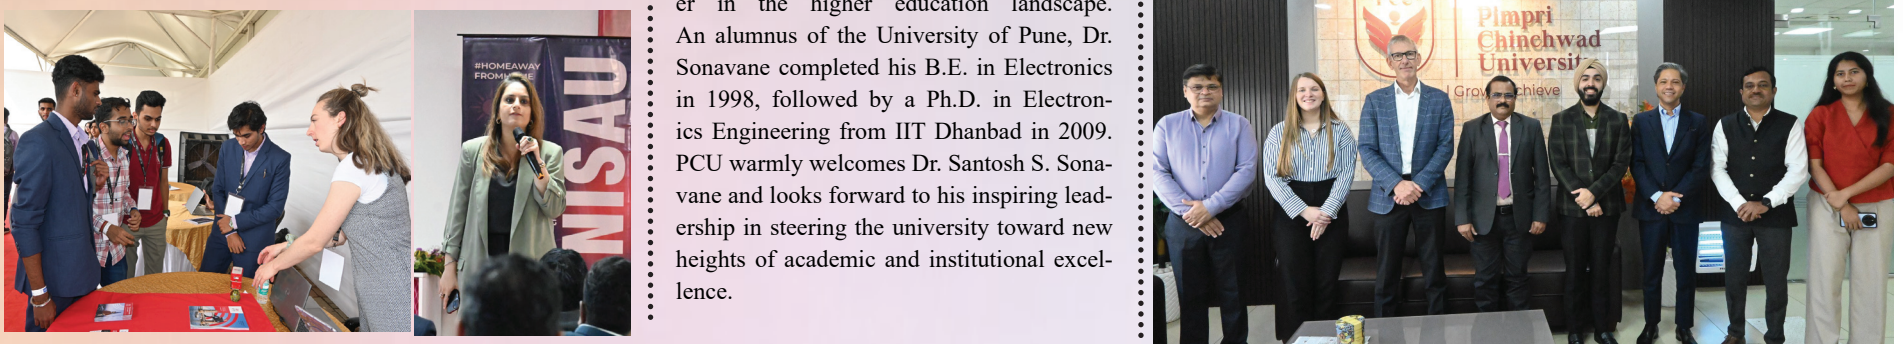 #HOMEAWAY
FROMHOME
NISAU
er in the higher education landscape.
An alumnus of the University of Pune, Dr.
Sonavane completed his B.E. in Electronics
in 1998, followed by a Ph.D. in Electron-
ics Engineering from IIT Dhanbad in 2009.
PCU warmly welcomes Dr. Santosh S. Sona-
vane and looks forward to his inspiring lead-
ership in steering the university toward new
heights of academic and institutional excel-
lence.
Pimpri
Chinchwad
University